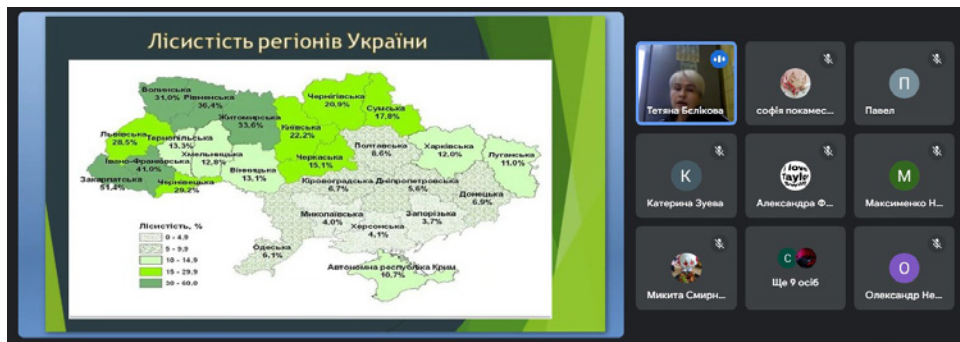 Лісистість регіонів України
Волинська
31,0%
Рівненська
36,4%
Житомирська
33,6%
Чернігівська
20,9%
Сумська
17,8%
Київська
22,2%
Львівська
28,5%
Тернопільська
13,3%
Хмельницька
12,8%
Івано-Франківська
41,0%
Закарпатська
51,4%
Чернівецька
29,2%
Вінницька
13,1%
Черкаська
15,1%
Полтавська
8,6%
Харківська
12,0%
Луганська
11,0%
Кіровоградська
6,7%
Дніпропетровська
5,6%
Донецька
6,9%
Миколаївська
4,0%
Запорізька
3,7%
Херсонська
4,1%
Одеська
6,1%
Автономна республіка Крим
10,7%
Лісистість, %
0 - 4,9
5 - 9,9
10 - 14,9
15 - 29,9
30 - 60,0
Тетяна Бєлікова
софія покамес...
П
Павел
К
Катерина Зуева
Александра Ф...
М
Максименко Н...
Микита Смирн...
С
Ще 9 осіб
О
Олександр Не...